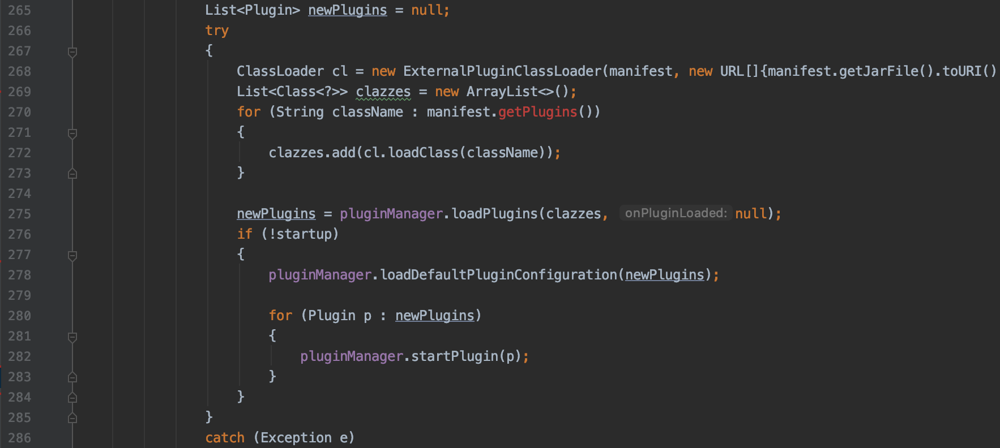 265 List<Plugin> newPlugins = null;
266 try
267 {
268 ClassLoader cl = new ExternalPluginClassLoader(manifest, new URL[]{manifest.getJarFile().toURI()
269 List<Class<?>> clazzes = new ArrayList<>();
270 for (String className : manifest.getPlugins())
271 {
272 clazzes.add(cl.loadClass(className));
273 }
274
275 newPlugins = pluginManager.loadPlugins(clazzes, onPluginLoaded: null);
276 if (!startup)
277 {
278 pluginManager.loadDefaultPluginConfiguration(newPlugins);
279
280 for (Plugin p : newPlugins)
281 {
282 pluginManager.startPlugin(p);
283 }
284 }
285 }
286 catch (Exception e)